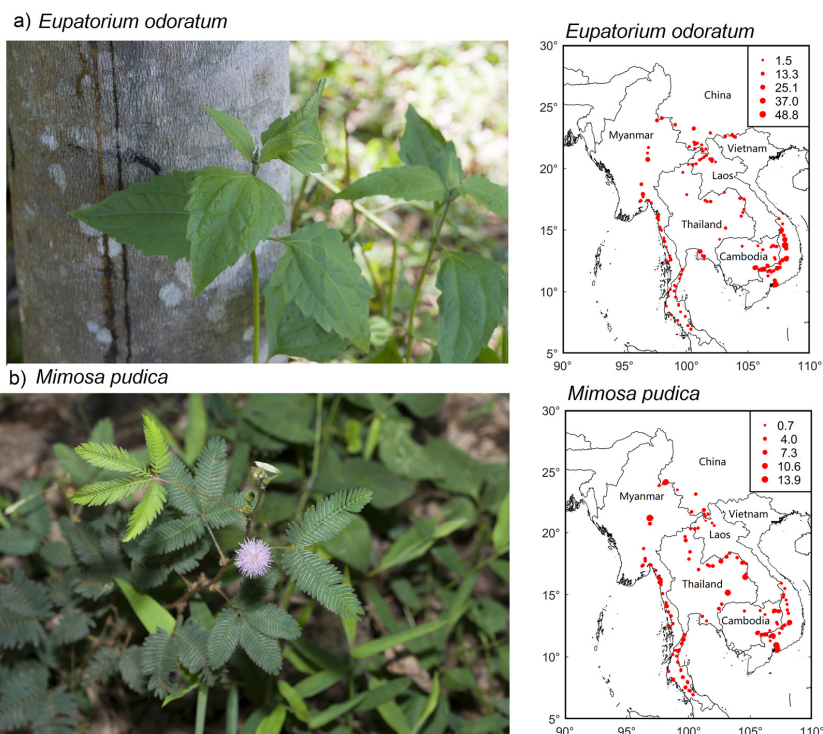 a) Eupatorium odoratum
Eupatorium odoratum
30°
25°
20°
15°
10°
5°
90°
95°
100°
105°
110°
1.5
13.3
25.1
37.0
48.8
China
Myanmar
Vietnam
Laos
Thailand
Cambodia
b) Mimosa pudica
Mimosa pudica
30°
25°
20°
15°
10°
5°
90°
95°
100°
105°
110°
0.7
4.0
7.3
10.6
13.9
China
Myanmar
Vietnam
Laos
Thailand
Cambodia